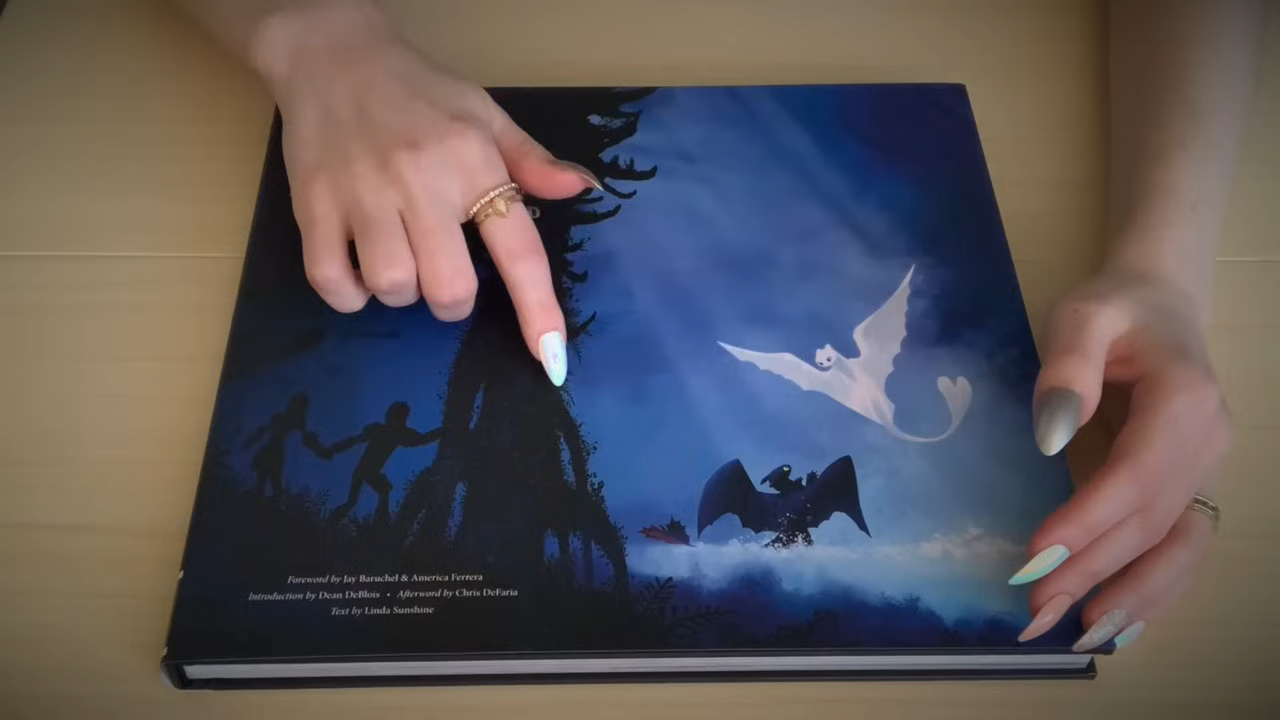 Foreword by Jay Baruchel & America Ferrera
Introduction by Dean DeBlois • Afterword by Chris DeFaria
Text by Linda Sunshine